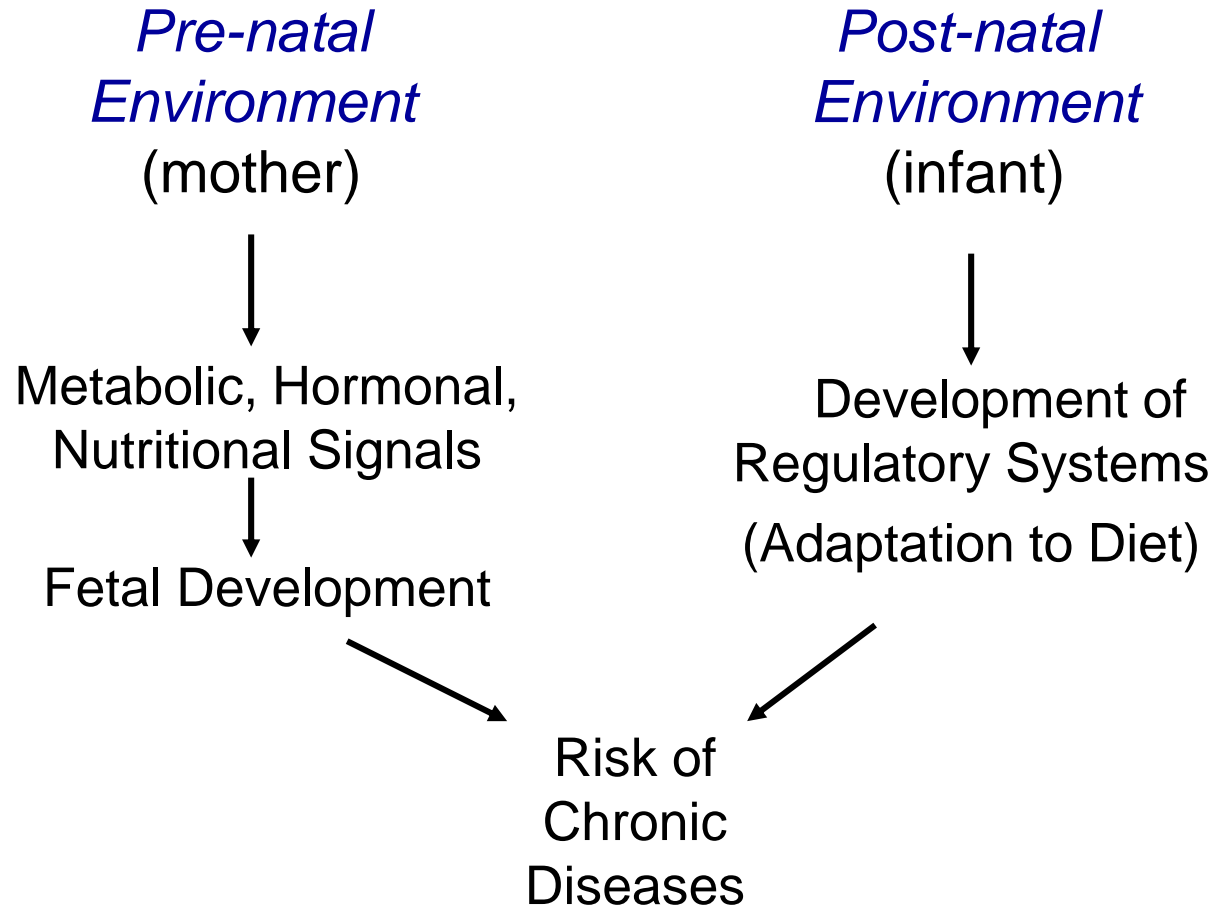 Pre-natal
Environment
(mother)
Metabolic, Hormonal,
Nutritional Signals
Fetal Development
Post-natal
Environment
(infant)
Development of
Regulatory Systems
(Adaptation to Diet)
Risk of
Chronic
Diseases